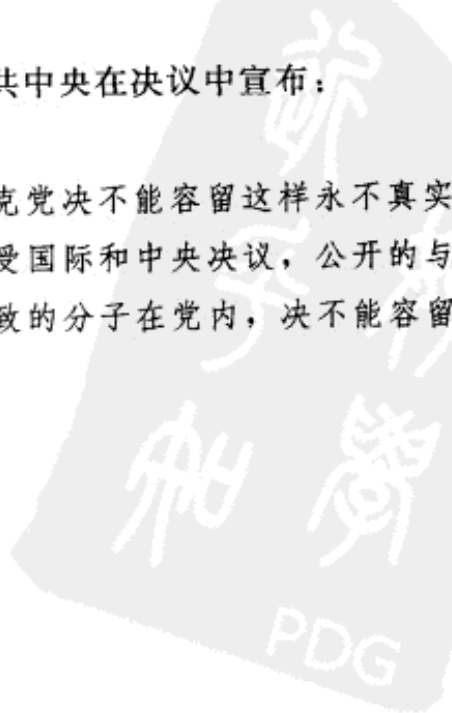 共中央在决议中宣布：
克党决不能容留这样永不真实
受国际和中央决议，公开的与
致的分子在党内，决不能容留
PDG